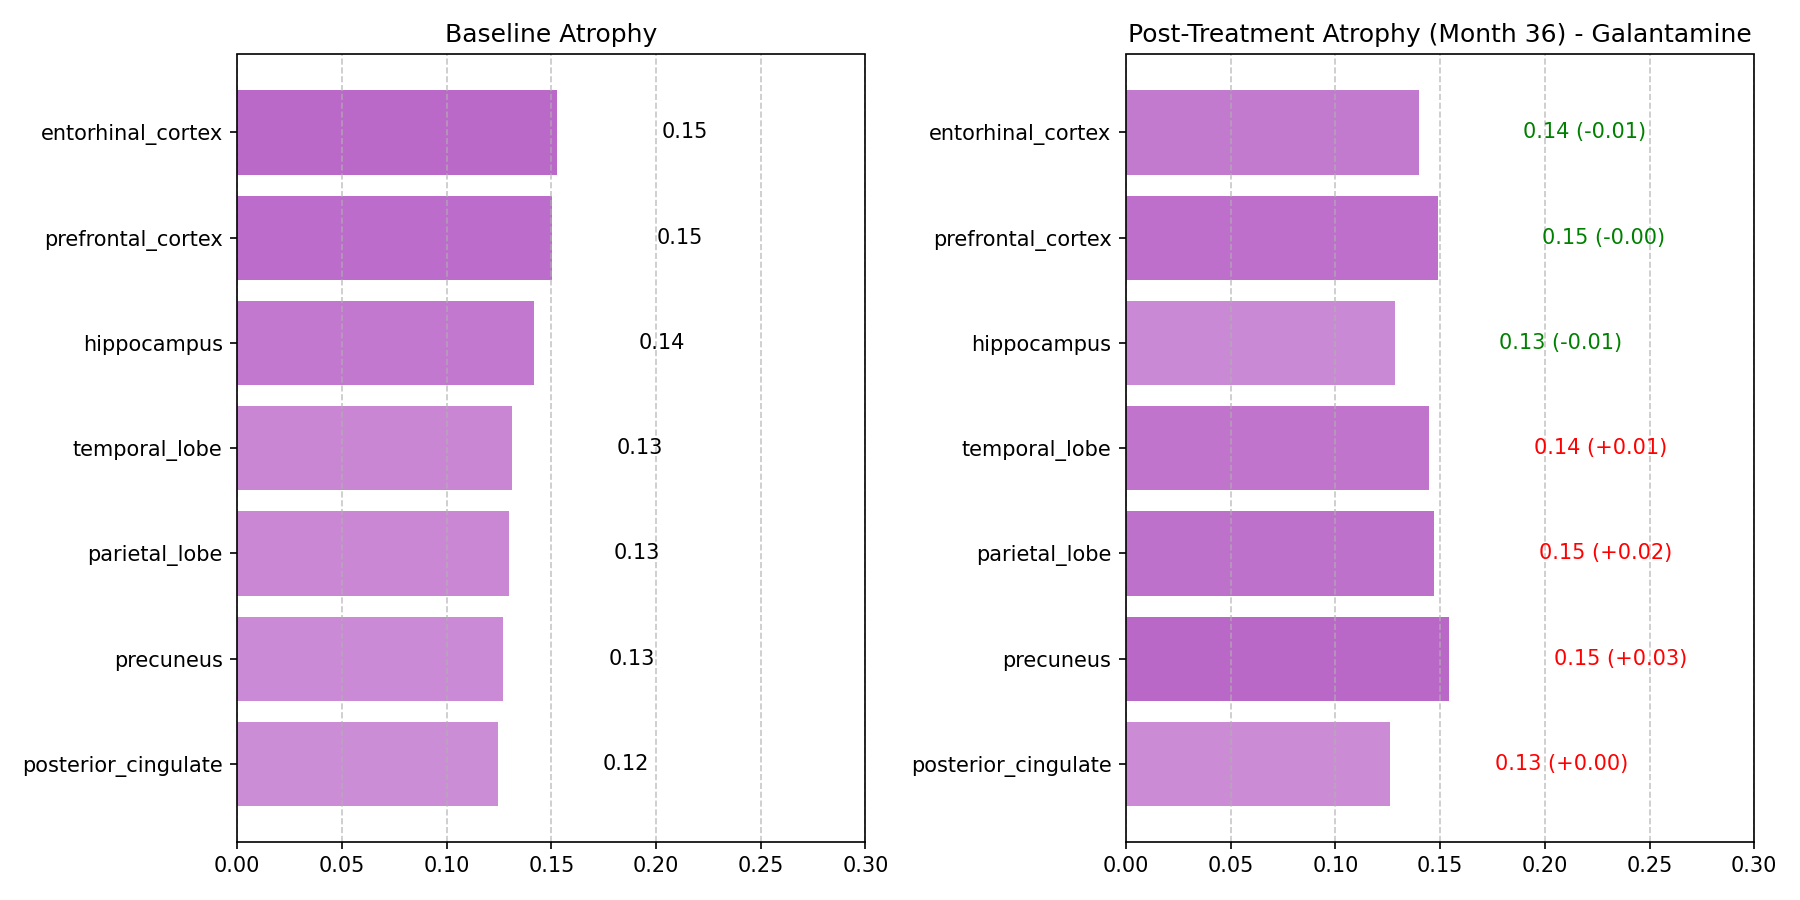 Baseline Atrophy
entorhinal_cortex 0.15
prefrontal_cortex 0.15
hippocampus 0.14
temporal_lobe 0.13
parietal_lobe 0.13
precuneus 0.13
posterior_cingulate 0.12
0.00 0.05 0.10 0.15 0.20 0.25 0.30
Post-Treatment Atrophy (Month 36) - Galantamine
entorhinal_cortex 0.14 (-0.01)
prefrontal_cortex 0.15 (-0.00)
hippocampus 0.13 (-0.01)
temporal_lobe 0.14 (+0.01)
parietal_lobe 0.15 (+0.02)
precuneus 0.15 (+0.03)
posterior_cingulate 0.13 (+0.00)
0.00 0.05 0.10 0.15 0.20 0.25 0.30